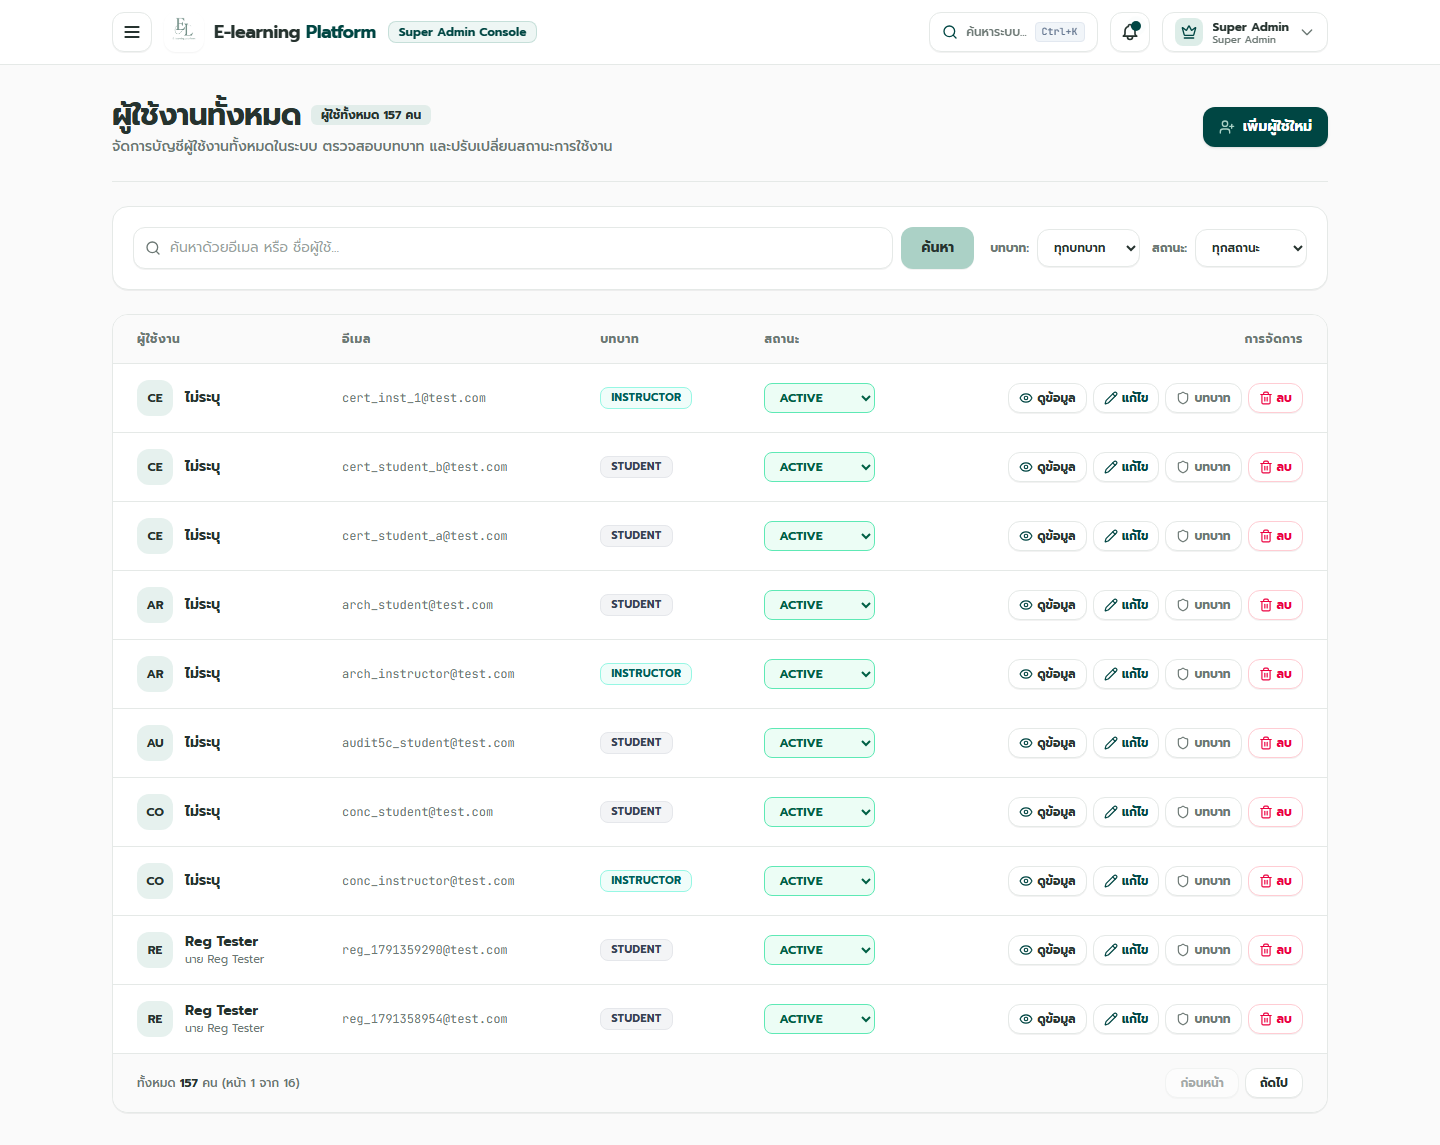 EL
E-learning Platform Super Admin Console ค้นหาระบบ... Ctrl+K Super Admin
Super Admin
ผู้ใช้งานทั้งหมด ผู้ใช้ทั้งหมด 157 คน
จัดการบัญชีผู้ใช้งานทั้งหมดในระบบ ตรวจสอบบทบาท และปรับเปลี่ยนสถานะการใช้งาน
เพิ่มผู้ใช้ใหม่
ค้นหาด้วยอีเมล หรือ ชื่อผู้ใช้... ค้นหา บทบาท: ทุกบทบาท สถานะ: ทุกสถานะ
ผู้ใช้งาน อีเมล บทบาท สถานะ การจัดการ
CE ไม่ระบุ cert_inst_1@test.com INSTRUCTOR ACTIVE ดูข้อมูล แก้ไข บทบาท ลบ
CE ไม่ระบุ cert_student_b@test.com STUDENT ACTIVE ดูข้อมูล แก้ไข บทบาท ลบ
CE ไม่ระบุ cert_student_a@test.com STUDENT ACTIVE ดูข้อมูล แก้ไข บทบาท ลบ
AR ไม่ระบุ arch_student@test.com STUDENT ACTIVE ดูข้อมูล แก้ไข บทบาท ลบ
AR ไม่ระบุ arch_instructor@test.com INSTRUCTOR ACTIVE ดูข้อมูล แก้ไข บทบาท ลบ
AU ไม่ระบุ audit5c_student@test.com STUDENT ACTIVE ดูข้อมูล แก้ไข บทบาท ลบ
CO ไม่ระบุ conc_student@test.com STUDENT ACTIVE ดูข้อมูล แก้ไข บทบาท ลบ
CO ไม่ระบุ conc_instructor@test.com INSTRUCTOR ACTIVE ดูข้อมูล แก้ไข บทบาท ลบ
RE Reg Tester reg_1791359290@test.com STUDENT ACTIVE ดูข้อมูล แก้ไข บทบาท ลบ
นาย Reg Tester
RE Reg Tester reg_1791358954@test.com STUDENT ACTIVE ดูข้อมูล แก้ไข บทบาท ลบ
นาย Reg Tester
ทั้งหมด 157 คน (หน้า 1 จาก 16) ก่อนหน้า ถัดไป